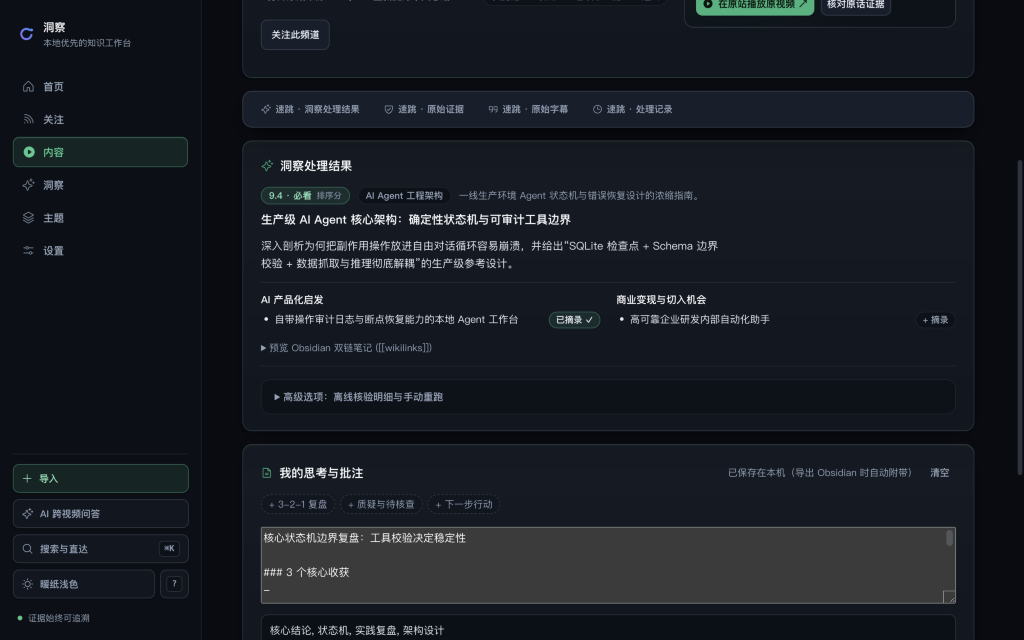 洞察
本地优先的知识工作台
首页
关注
内容
洞察
主题
设置
+ 导入
AI 跨视频问答
搜索与直达 ⌘K
暖纸浅色 ?
证据始终可追溯
在原站播放原视频 ↗ 核对原话证据
关注此频道
速跳 · 洞察处理结果 速跳 · 原始证据 速跳 · 原始字幕 速跳 · 处理记录
洞察处理结果
9.4 · 必看 排序分 AI Agent 工程架构 一线生产环境 Agent 状态机与错误恢复设计的浓缩指南。
生产级 AI Agent 核心架构：确定性状态机与可审计工具边界
深入剖析为何把副作用操作放进自由对话循环容易崩溃，并给出“SQLite 检查点 + Schema 边界
校验 + 数据抓取与推理彻底解耦”的生产级参考设计。
AI 产品化启发
• 自带操作审计日志与断点恢复能力的本地 Agent 工作台 已摘录 ✓
商业变现与切入机会
• 高可靠企业研发内部自动化助手 + 摘录
▶ 预览 Obsidian 双链笔记 ([[wikilinks]])
▶ 高级选项：离线核验明细与手动重跑
我的思考与批注 已保存在本机（导出 Obsidian 时自动附带） 清空
+ 3-2-1 复盘 + 质疑与待核查 + 下一步行动
核心状态机边界复盘：工具校验决定稳定性
### 3 个核心收获
–
核心结论, 状态机, 实践复盘, 架构设计